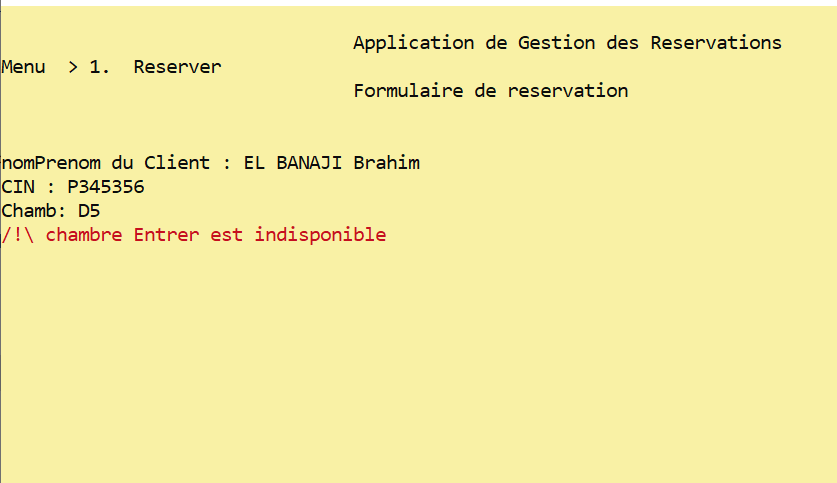 Application de Gestion des Reservations
Menu > 1. Reserver
Formulaire de reservation
nomPrenom du Client : EL BANAJI Brahim
CIN : P345356
Chamb: D5
/!\ chambre Entrer est indisponible